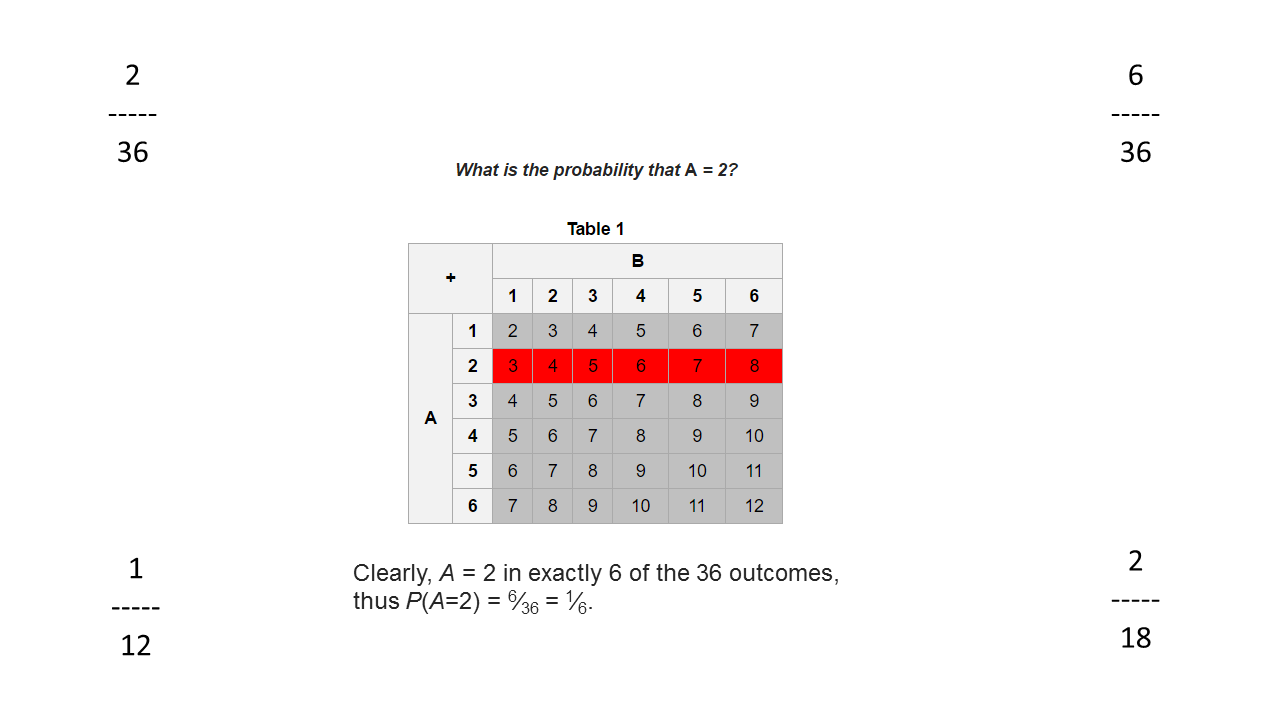 2
-----
36
6
-----
36
What is the probability that A = 2?
Table 1
+ B
1 2 3 4 5 6
A
1 2 3 4 5 6 7
2 3 4 5 6 7 8
3 4 5 6 7 8 9
4 5 6 7 8 9 10
5 6 7 8 9 10 11
6 7 8 9 10 11 12
Clearly, A = 2 in exactly 6 of the 36 outcomes,
thus P(A=2) = 6⁄36 = 1⁄6.
1
-----
12
2
-----
18